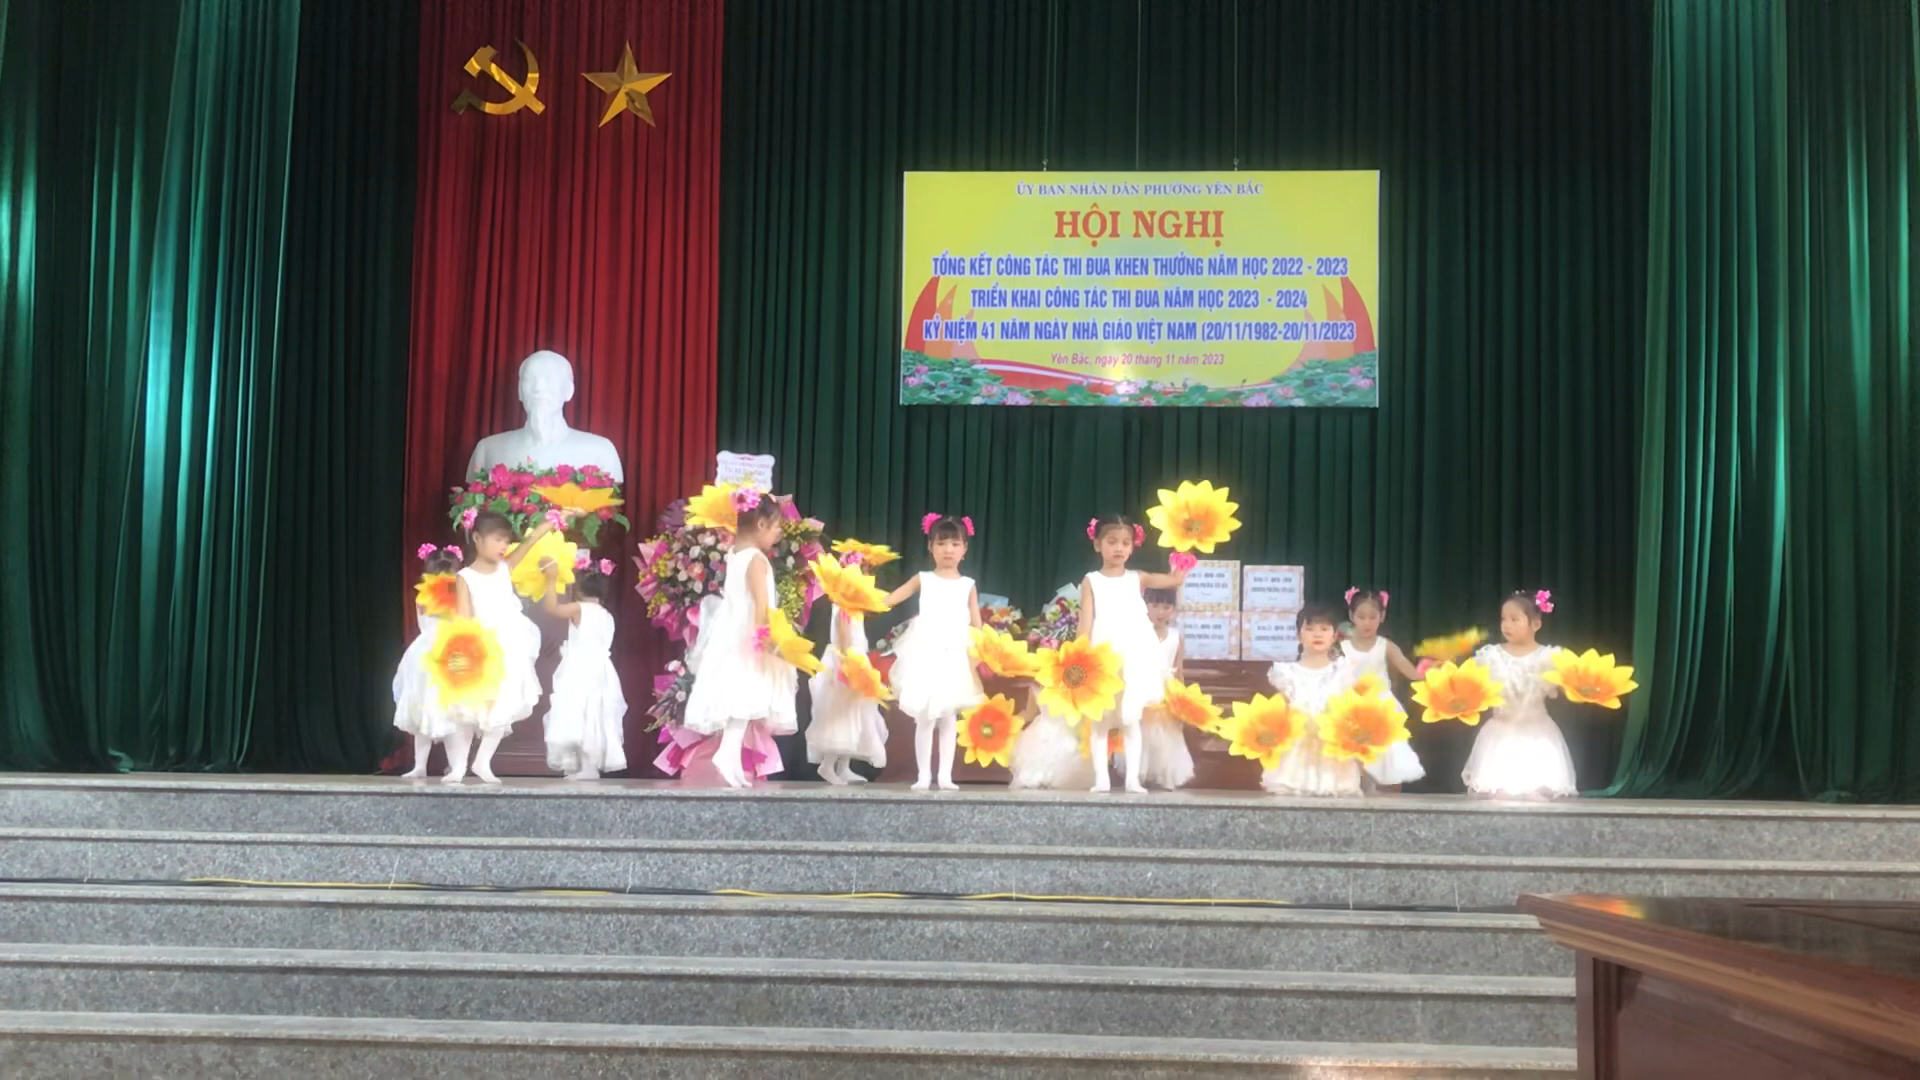 ỦY BAN NHÂN DÂN PHƯỜNG YÊN BẮC
HỘI NGHỊ
TỔNG KẾT CÔNG TÁC THI ĐUA KHEN THƯỞNG NĂM HỌC 2022 - 2023
TRIỂN KHAI CÔNG TÁC THI ĐUA NĂM HỌC 2023 - 2024
KỶ NIỆM 41 NĂM NGÀY NHÀ GIÁO VIỆT NAM (20/11/1982-20/11/2023
Yên Bắc, ngày 20 tháng 11 năm 2023